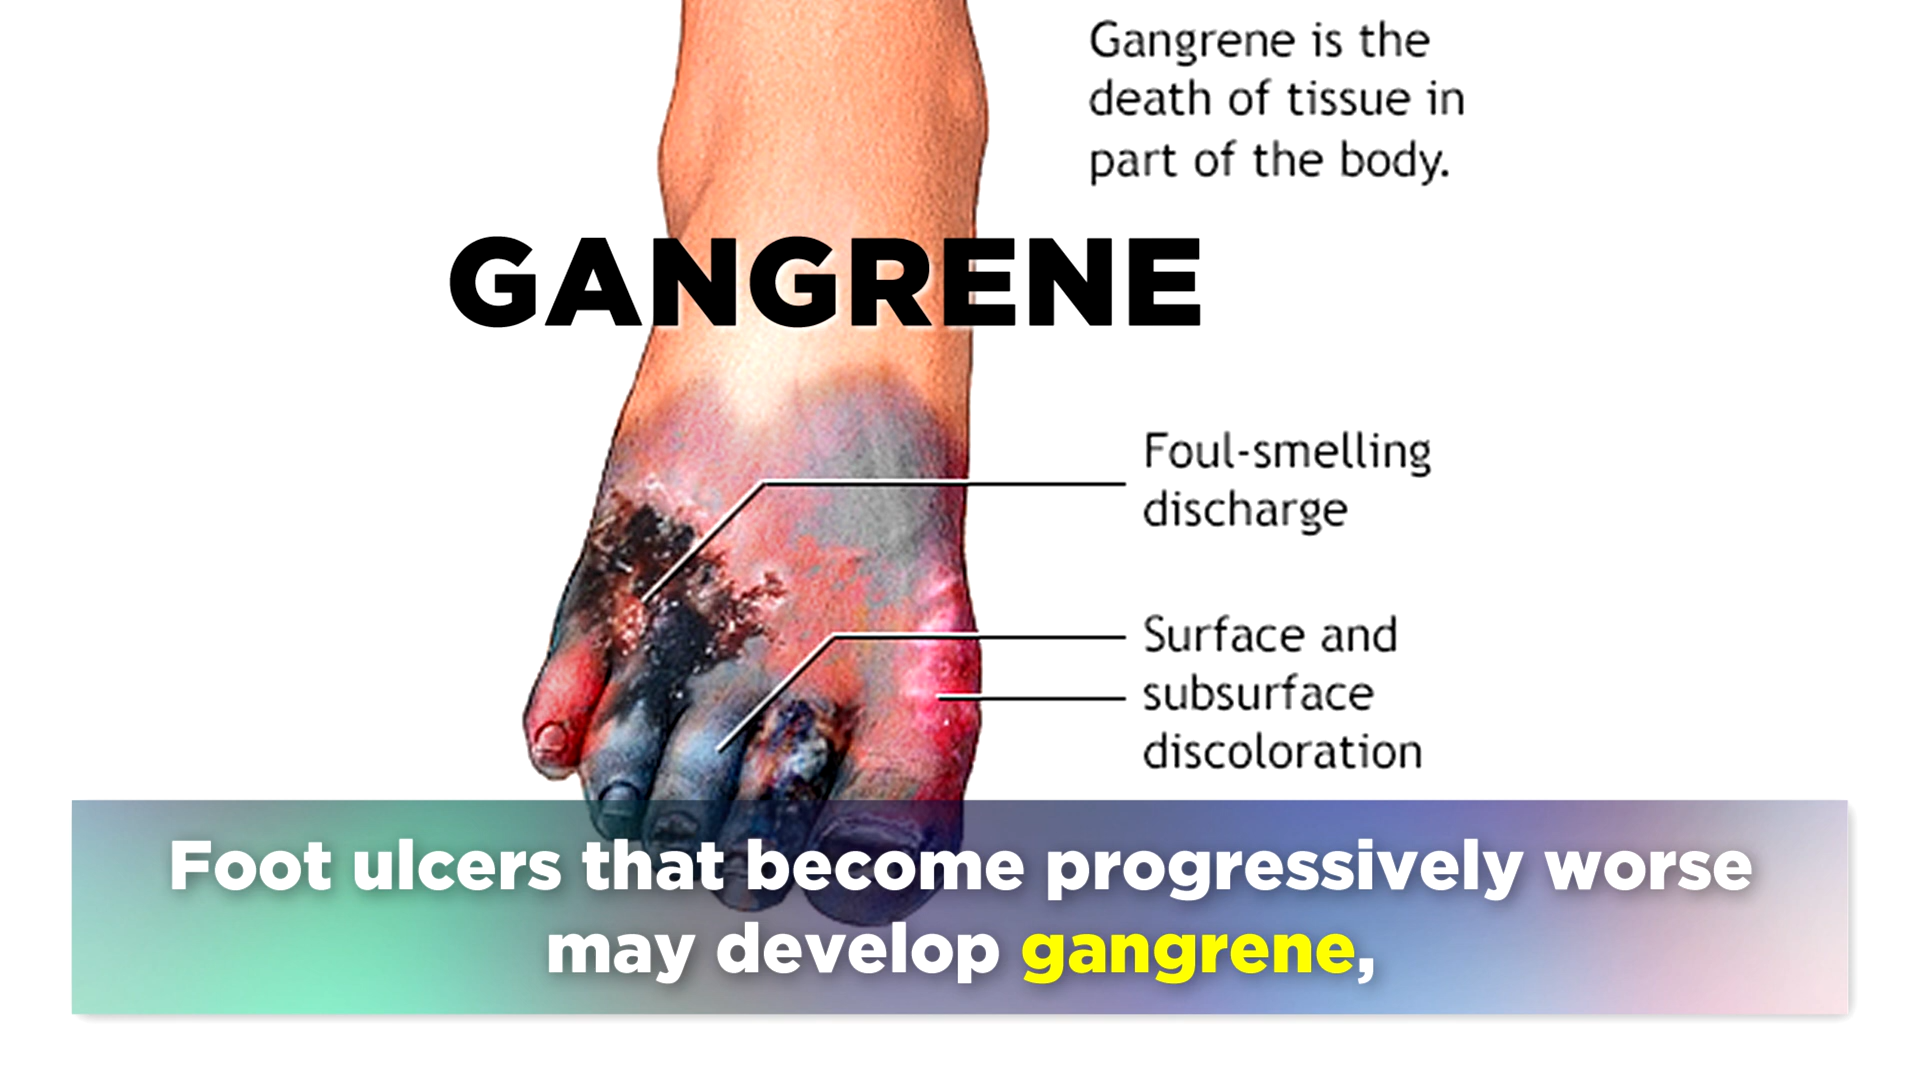 Gangrene is the
death of tissue in
part of the body.
GANGRENE
Foul-smelling
discharge
Surface and
subsurface
discoloration
Foot ulcers that become progressively worse
may develop gangrene,